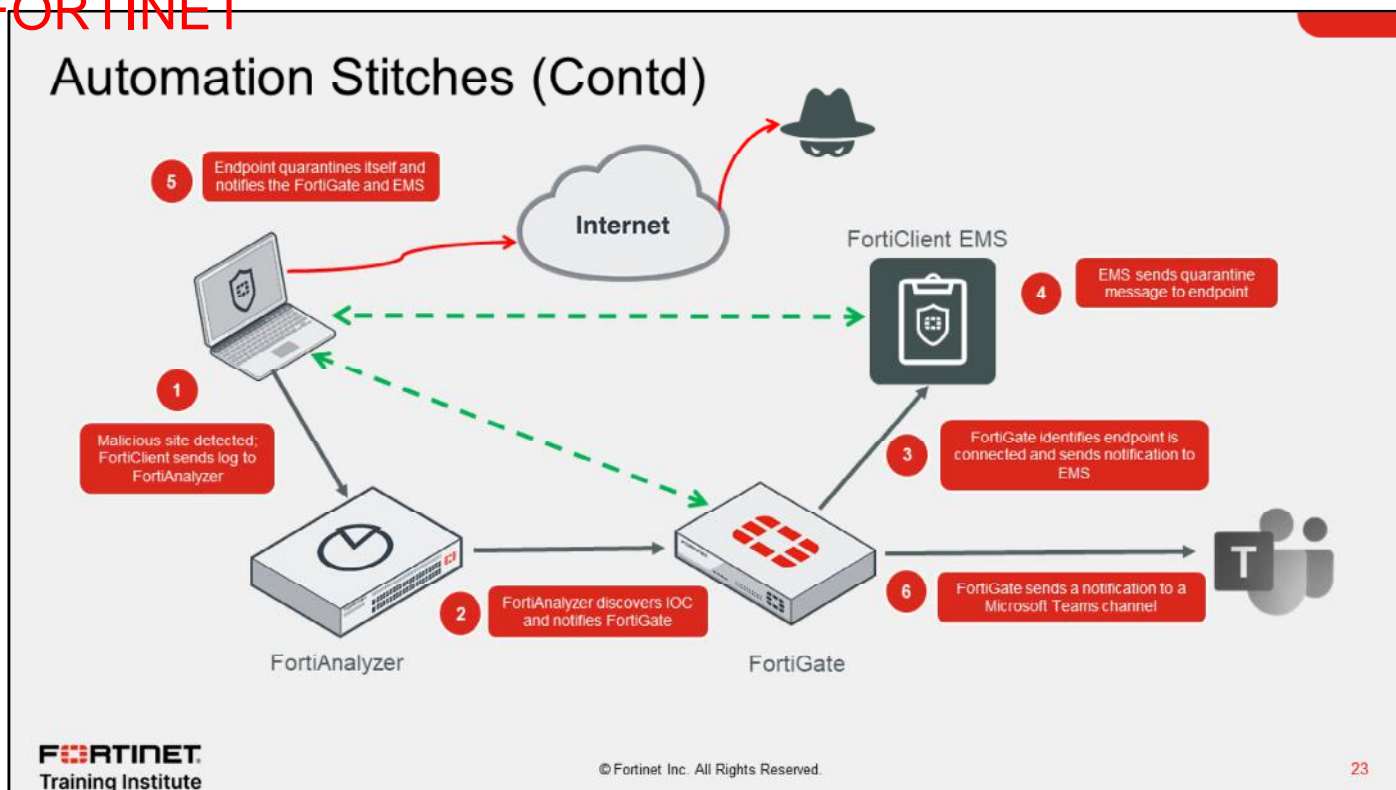 FORTINET
Automation Stitches (Contd)
5
Endpoint quarantines itself and
notifies the FortiGate and EMS
Internet
FortiClient EMS
4
EMS sends quarantine
message to endpoint
1
Malicious site detected;
FortiClient sends log to
FortiAnalyzer
3
FortiGate identifies endpoint is
connected and sends notification to
EMS
2
FortiAnalyzer discovers IOC
and notifies FortiGate
6
FortiGate sends a notification to a
Microsoft Teams channel
T
FortiAnalyzer
FortiGate
FORTINET.
Training Institute
© Fortinet Inc. All Rights Reserved.
23